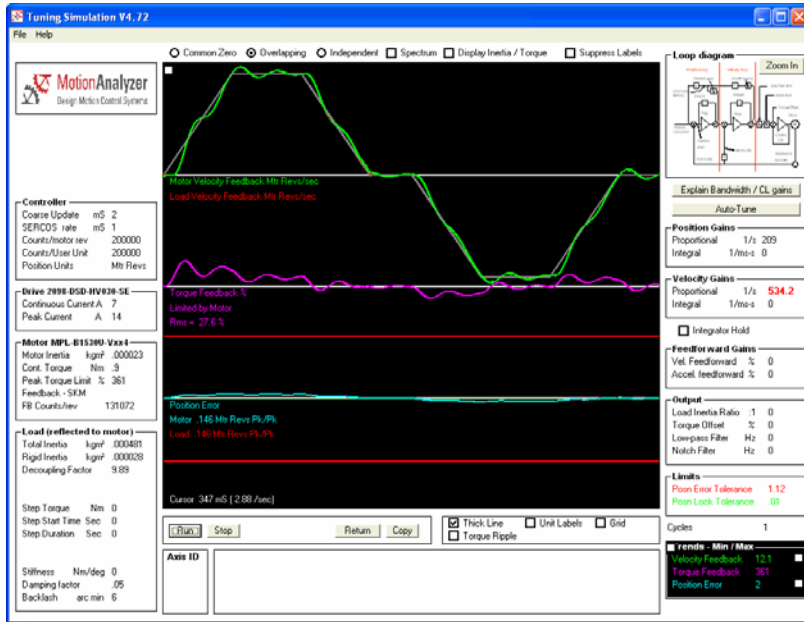 Tuning Simulation V4.72
File Help
Common Zero Overlapping Independent Spectrum Display Inertia / Torque Suppress Labels
MotionAnalyzer
Design Motion Control Systems
Controller
Coarse Update mS 2
SERCOS rate mS 1
Counts/motor rev 200000
Counts/User Unit 200000
Position Units Mtr Revs
Drive 2098-DSD-HV030-SE
Continuous Current A 7
Peak Current A 14
Motor MPL-B1530U-Vxx4
Motor Inertia kgm² .000023
Cont. Torque Nm .9
Peak Torque Limit % 361
Feedback - SKM
FB Counts/rev 131072
Load (reflected to motor)
Total Inertia kgm² .000481
Rigid Inertia kgm² .000028
Decoupling Factor 9.89
Step Torque Nm 0
Step Start Time Sec 0
Step Duration Sec 0
Stiffness Nm/deg 0
Damping factor .05
Backlash arc min 6
Motor Velocity Feedback Mtr Revs/sec
Load Velocity Feedback Mtr Revs/sec
Torque Feedback %
Limited by Motor
Rms = 27.6 %
Position Error
Motor .146 Mtr Revs Pk/Pk
Load .146 Mtr Revs Pk/Pk
Cursor 347 mS ( 2.88 /sec)
Run Stop Return Copy
Thick Line Unit Labels Grid
Torque Ripple
Axis ID
Loop diagram
Zoom In
Explain Bandwidth / CL gains
Auto-Tune
Position Gains
Proportional 1/s 209
Integral 1/ms-s 0
Velocity Gains
Proportional 1/s 534.2
Integral 1/ms-s 0
Integrator Hold
Feedforward Gains
Vel. Feedforward % 0
Accel. feedforward % 0
Output
Load Inertia Ratio :1 0
Torque Offset % 0
Low-pass Filter Hz 0
Notch Filter Hz 0
Limits
Posn Error Tolerance 1.12
Posn Lock Tolerance .01
Cycles 1
Trends - Min / Max
Velocity Feedback 12.1
Torque Feedback 361
Position Error 2